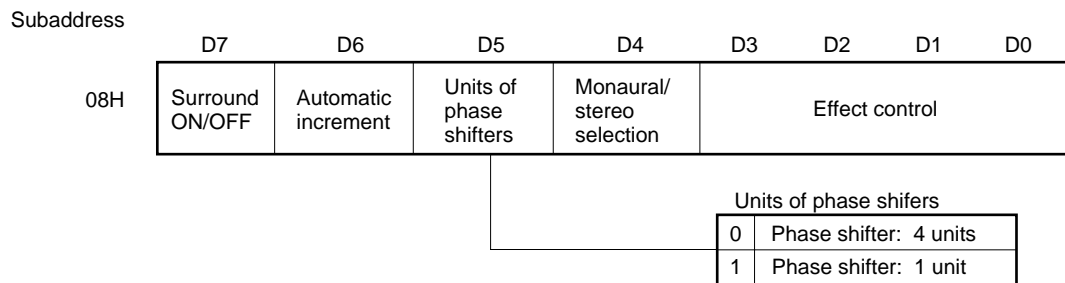 Subaddress
D7 D6 D5 D4 D3 D2 D1 D0
08H
Surround
ON/OFF
Automatic
increment
Units of
phase
shifters
Monaural/
stereo
selection
Effect control
Units of phase shifers
0 Phase shifter: 4 units
1 Phase shifter: 1 unit